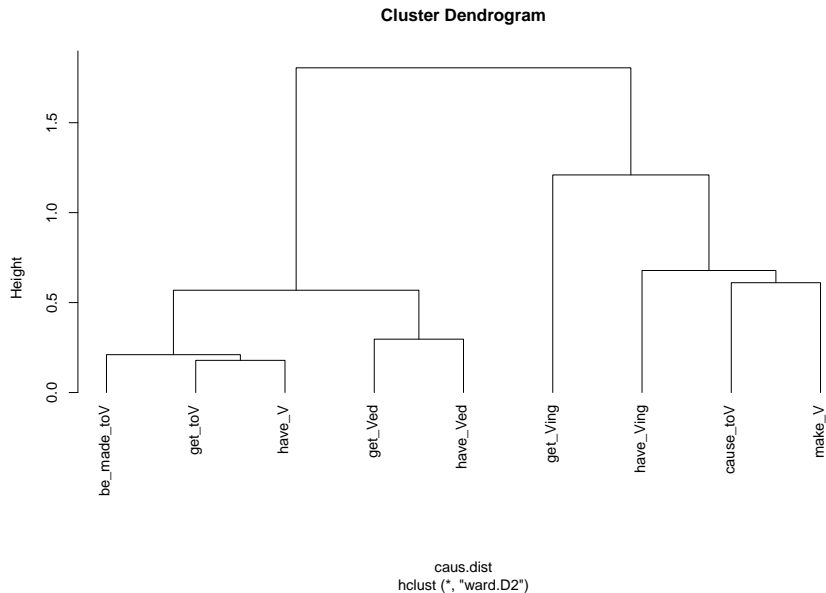 Cluster Dendrogram
Height
1.5
1.0
0.5
0.0
be_made_toV
get_toV
have_V
get_Ved
have_Ved
get_Ving
have_Ving
cause_toV
make_V
caus.dist
hclust (*, "ward.D2")